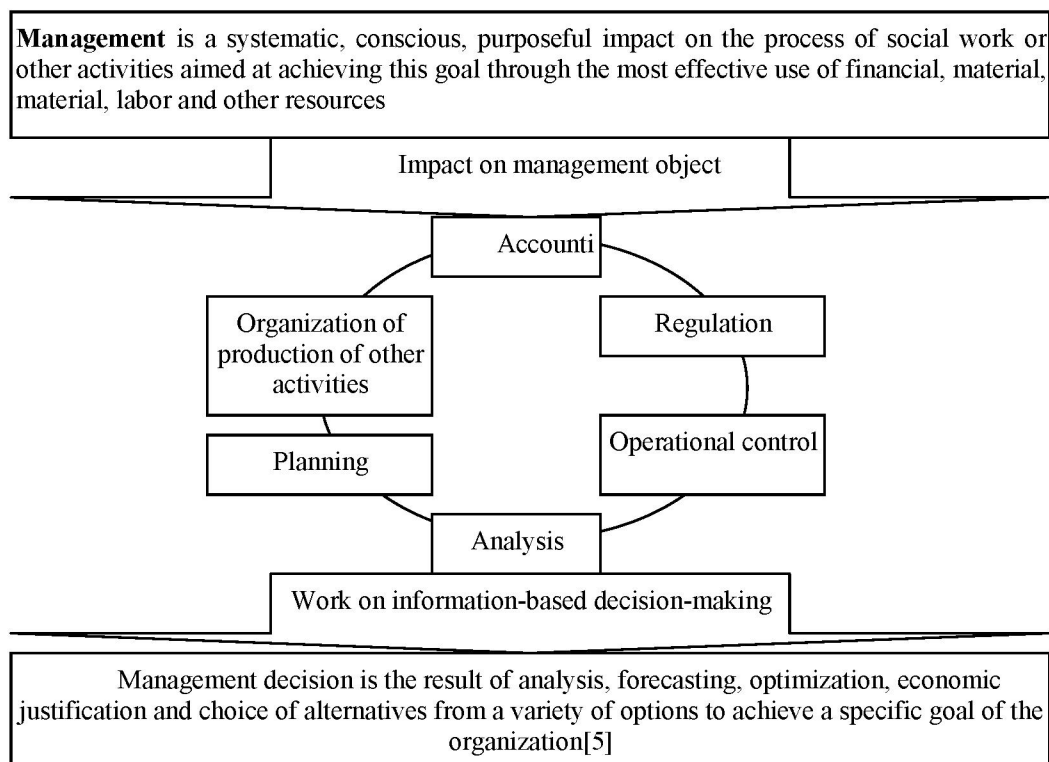 Management is a systematic, conscious, purposeful impact on the process of social work or
other activities aimed at achieving this goal through the most effective use of financial, material,
material, labor and other resources
Impact on management object
Accounti
Organization of
production of other
activities
Regulation
Planning
Operational control
Analysis
Work on information-based decision-making
Management decision is the result of analysis, forecasting, optimization, economic
justification and choice of alternatives from a variety of options to achieve a specific goal of the
organization[5]